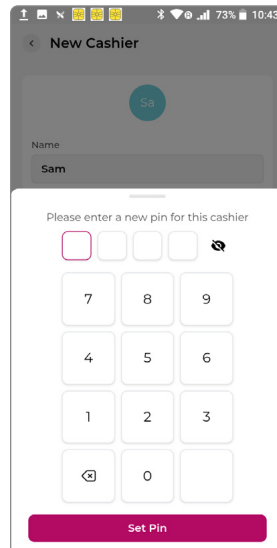 73% 10:43
New Cashier
Sa
Name
Sam
Please enter a new pin for this cashier
7 8 9
4 5 6
1 2 3
0
Set Pin